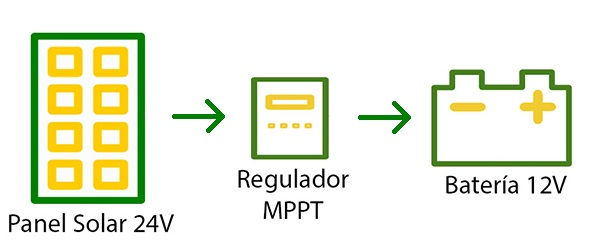 Panel Solar 24V
Regulador
MPPT
Batería 12V